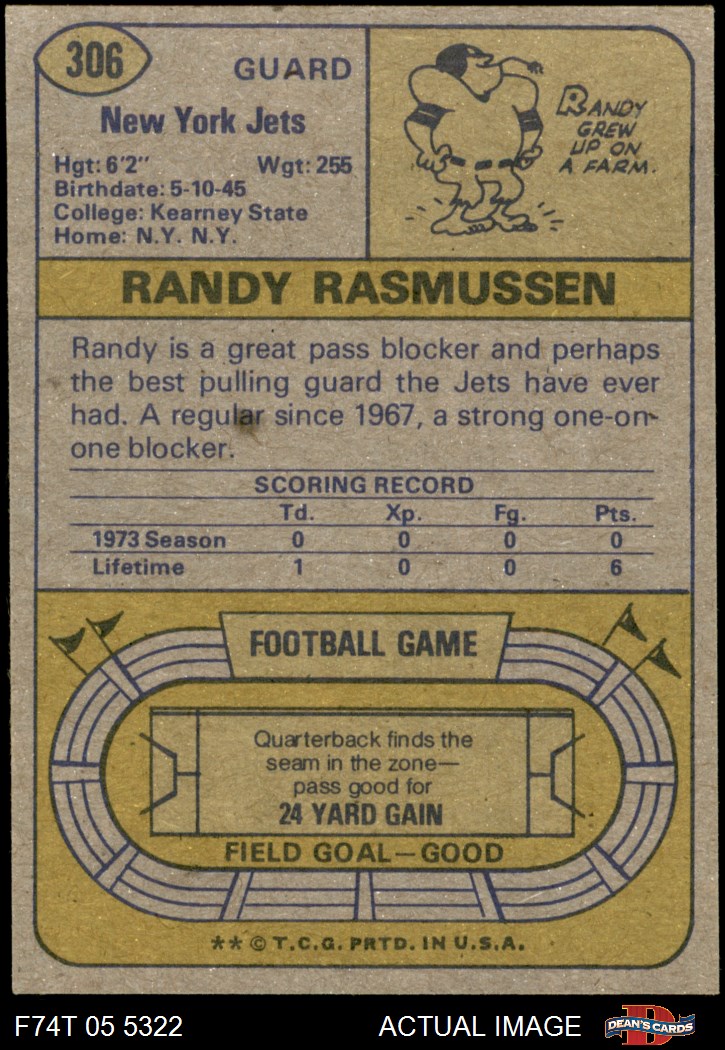 306
GUARD
New York Jets
Hgt: 6'2" Wgt: 255
Birthdate: 5-10-45
College: Kearney State
Home: N.Y. N.Y.
RANDY
GREW
UP ON
A FARM.
RANDY RASMUSSEN
Randy is a great pass blocker and perhaps
the best pulling guard the Jets have ever
had. A regular since 1967, a strong one-on-
one blocker.
SCORING RECORD
Td. Xp. Fg. Pts.
1973 Season 0 0 0 0
Lifetime 1 0 0 6
FOOTBALL GAME
Quarterback finds the
seam in the zone—
pass good for
24 YARD GAIN
FIELD GOAL—GOOD
** © T.C.G. PRTD. IN U.S.A.
F74T 05 5322 ACTUAL IMAGE
D
DEAN'S CARDS